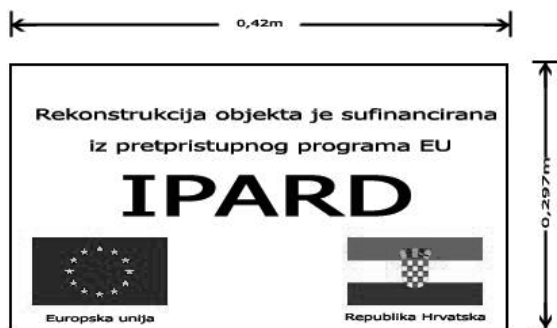 0,42m
Rekonstrukcija objekta je sufinancirana
iz pretpristupnog programa EU
IPARD
0,297m
Europska unija
Republika Hrvatska